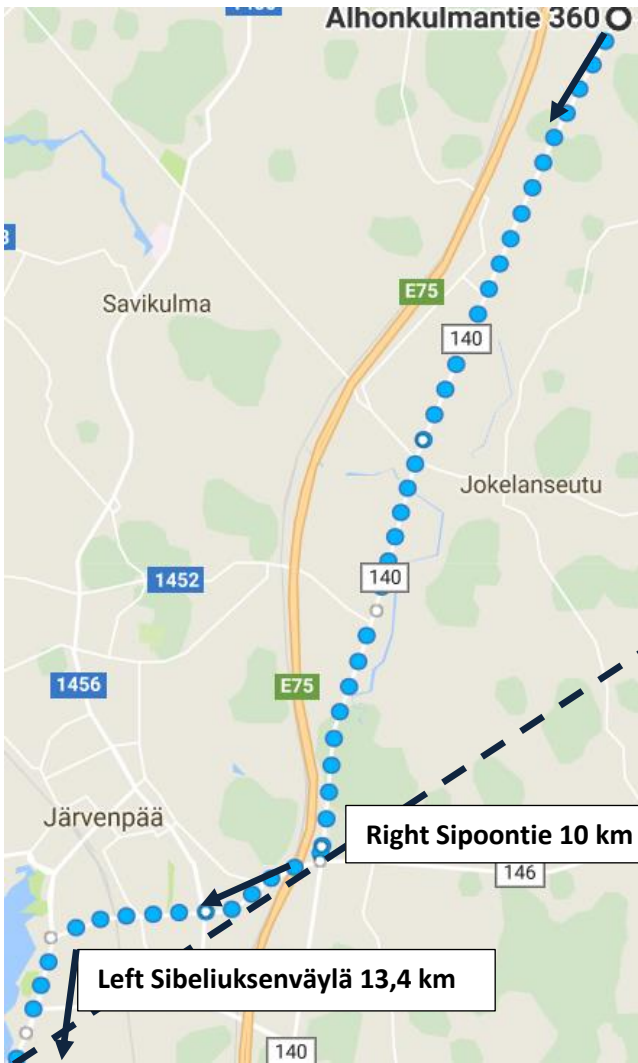 Alhonkulmantie 360
E75
Savikulma
140
Jokelanseutu
1452
140
1456
E75
Järvenpää
Right Sipoontie 10 km
146
Left Sibeliuksenväylä 13,4 km
140